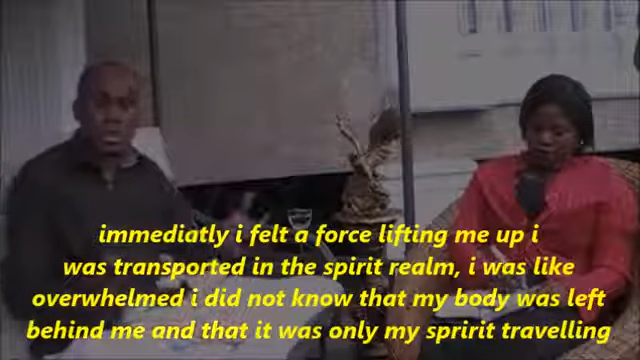 immediatly i felt a force lifting me up i
was transported in the spirit realm, i was like
overwhelmed i did not know that my body was left
behind me and that it was only my spririt travelling